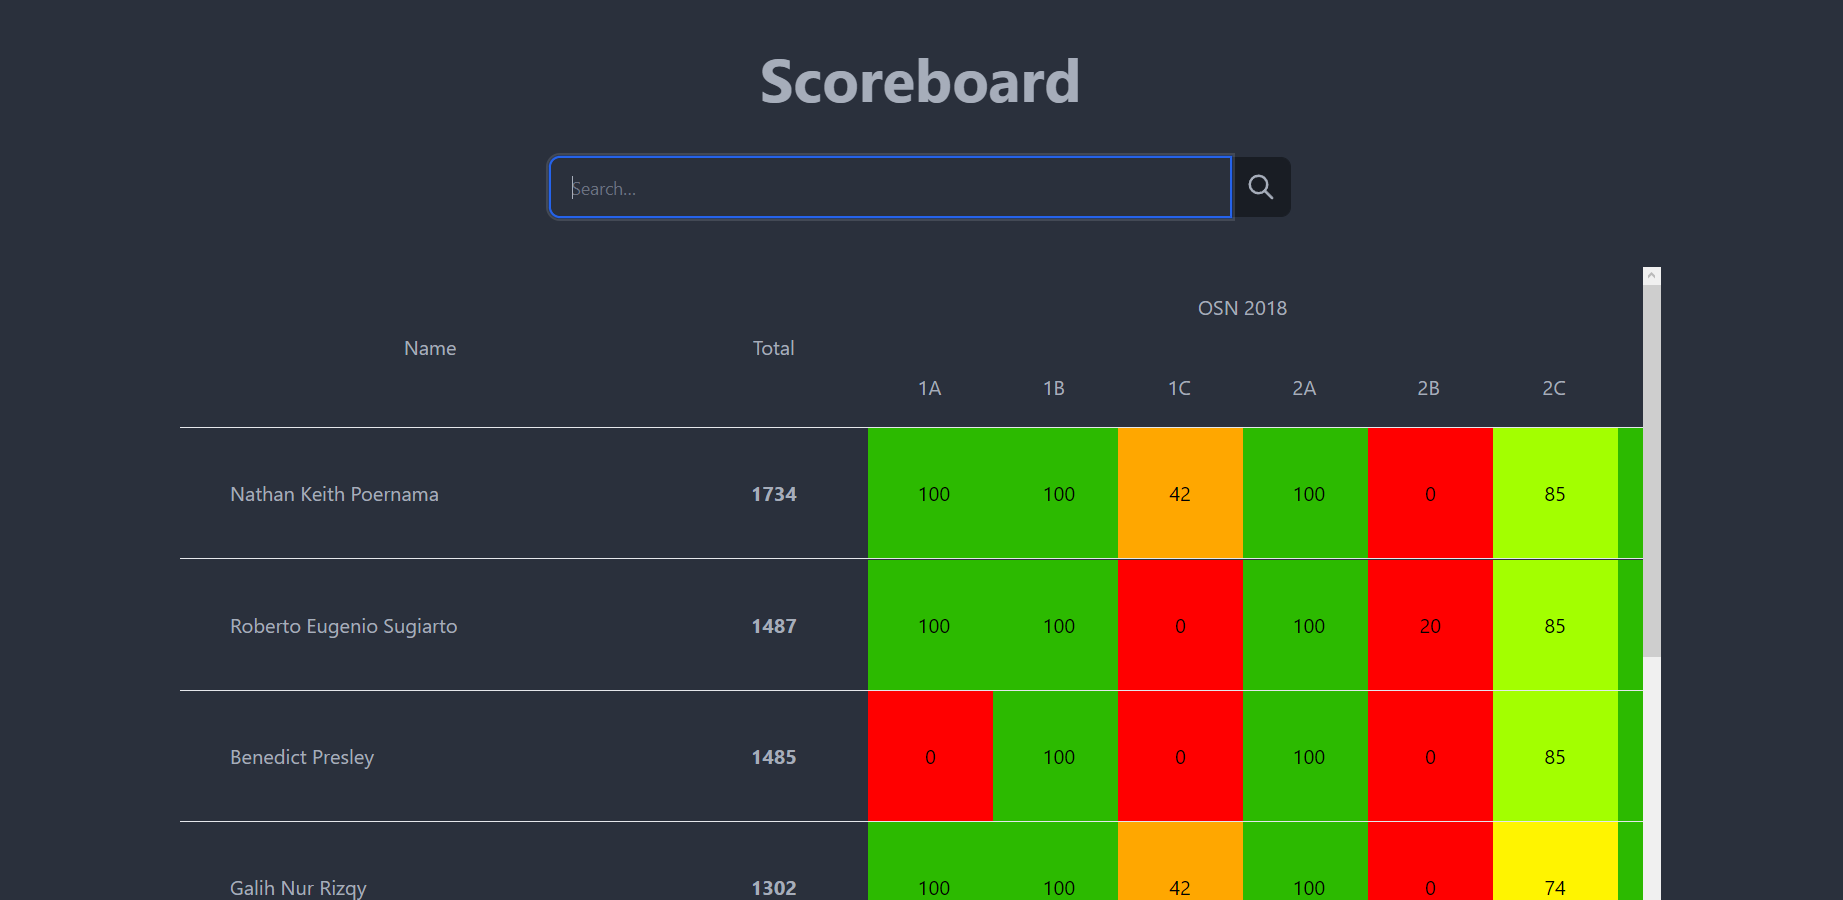 Scoreboard
Search...
OSN 2018
Name Total
1A 1B 1C 2A 2B 2C
Nathan Keith Poernama 1734 100 100 42 100 0 85
Roberto Eugenio Sugiarto 1487 100 100 0 100 20 85
Benedict Presley 1485 0 100 0 100 0 85
Galih Nur Rizqy 1302 100 100 42 100 0 74